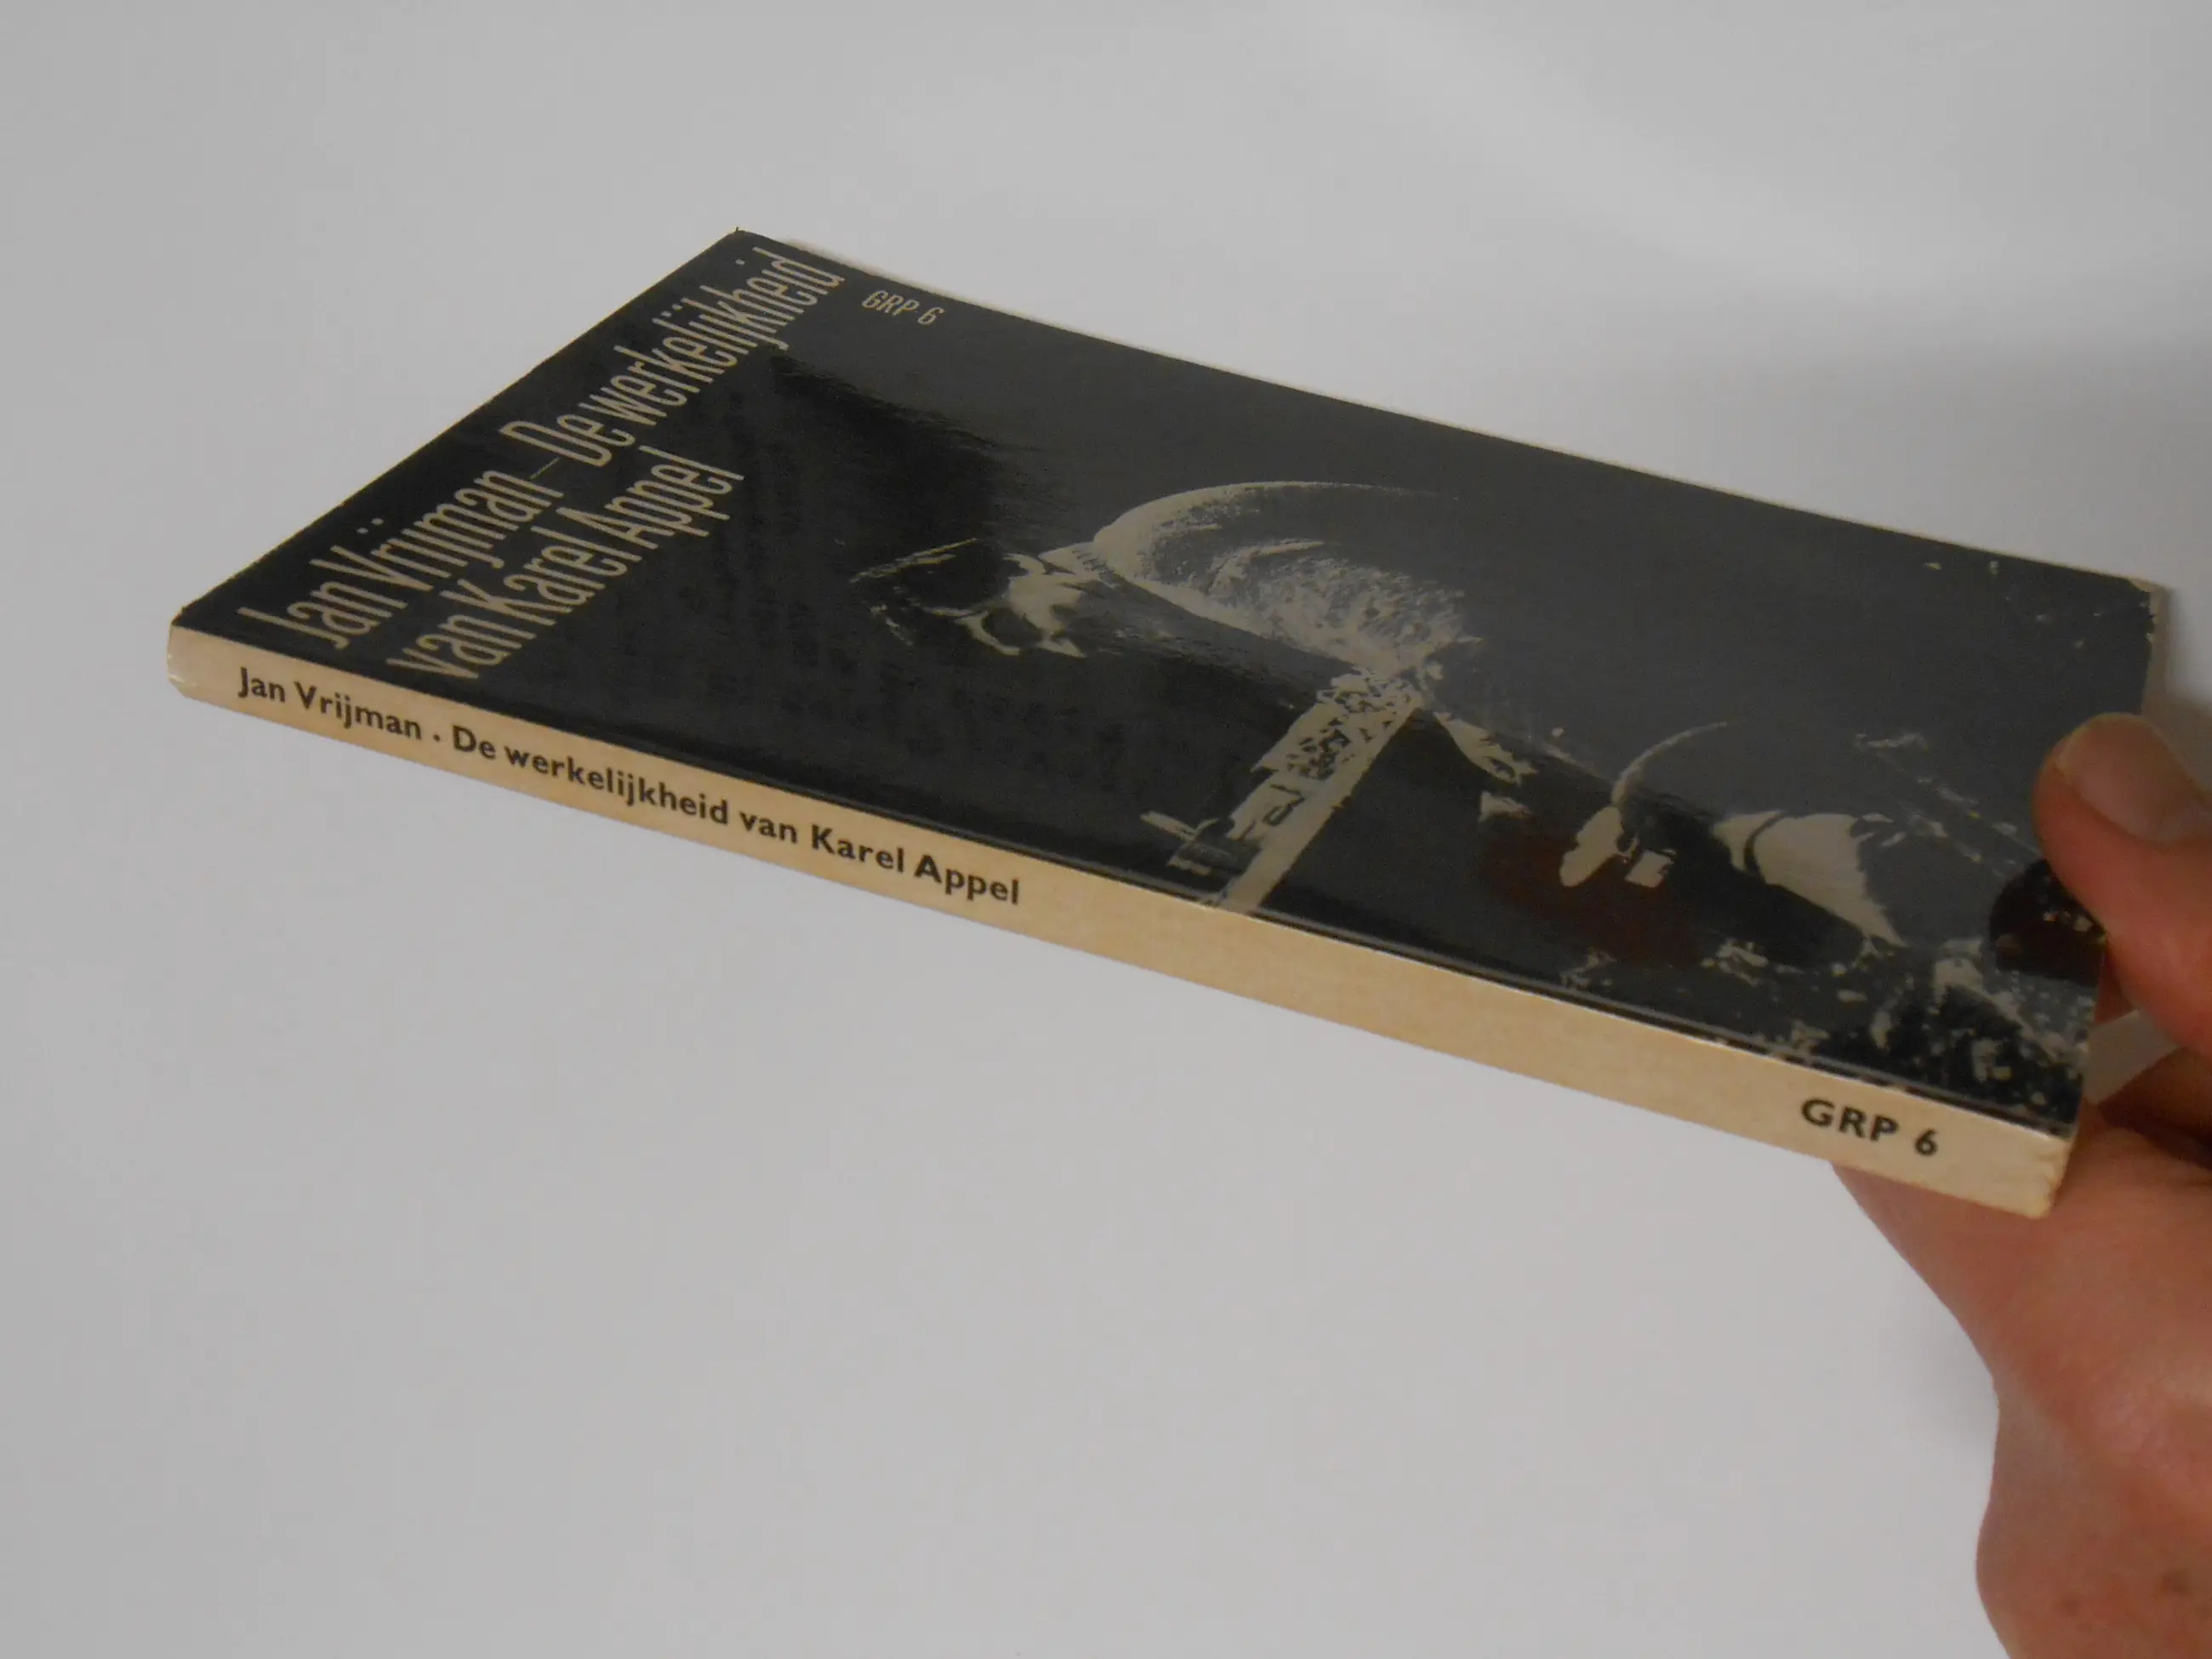 Jan Vrijman—De werkelijkheid
van Karel Appel
GRP 6
Jan Vrijman . De werkelijkheid van Karel Appel
GRP 6